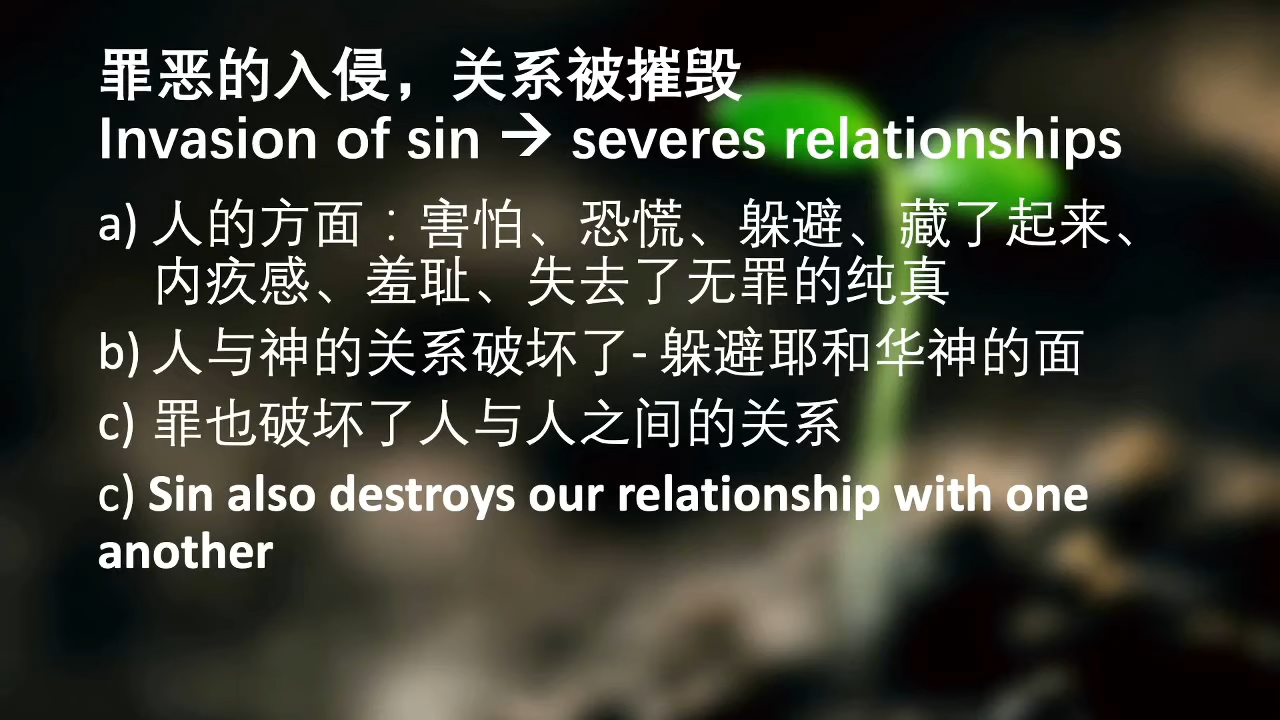 罪恶的入侵，关系被摧毁
Invasion of sin → severes relationships
a) 人的方面：害怕、恐慌、躲避、藏了起来、
内疚感、羞耻、失去了无罪的纯真
b) 人与神的关系破坏了- 躲避耶和华神的面
c) 罪也破坏了人与人之间的关系
c) Sin also destroys our relationship with one
another